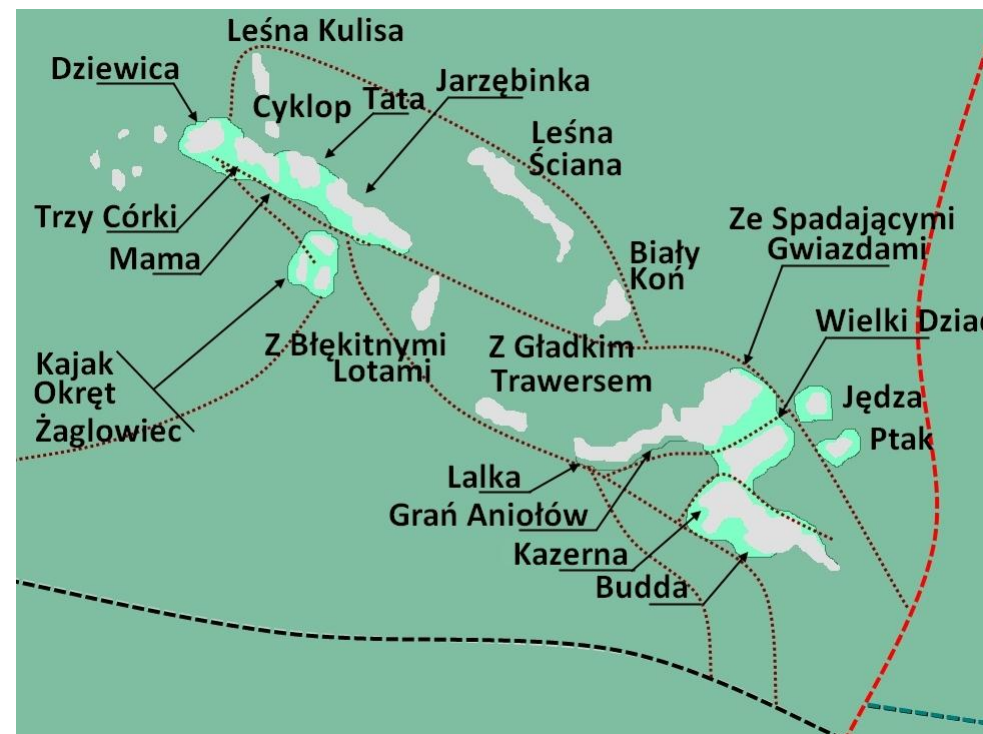 Leśna Kulisa
Dziewica
Cyklop
Tata
Jarzębinka
Leśna
Ściana
Trzy Córki
Mama
Ze Spadającymi
Gwiazdami
Biały
Koń
Wielki Dziad
Z Błękitnymi
Lotami
Z Gładkim
Trawersem
Kajak
Okręt
Żaglowiec
Jędza
Ptak
Lalka
Grań Aniołów
Kazerna
Budda